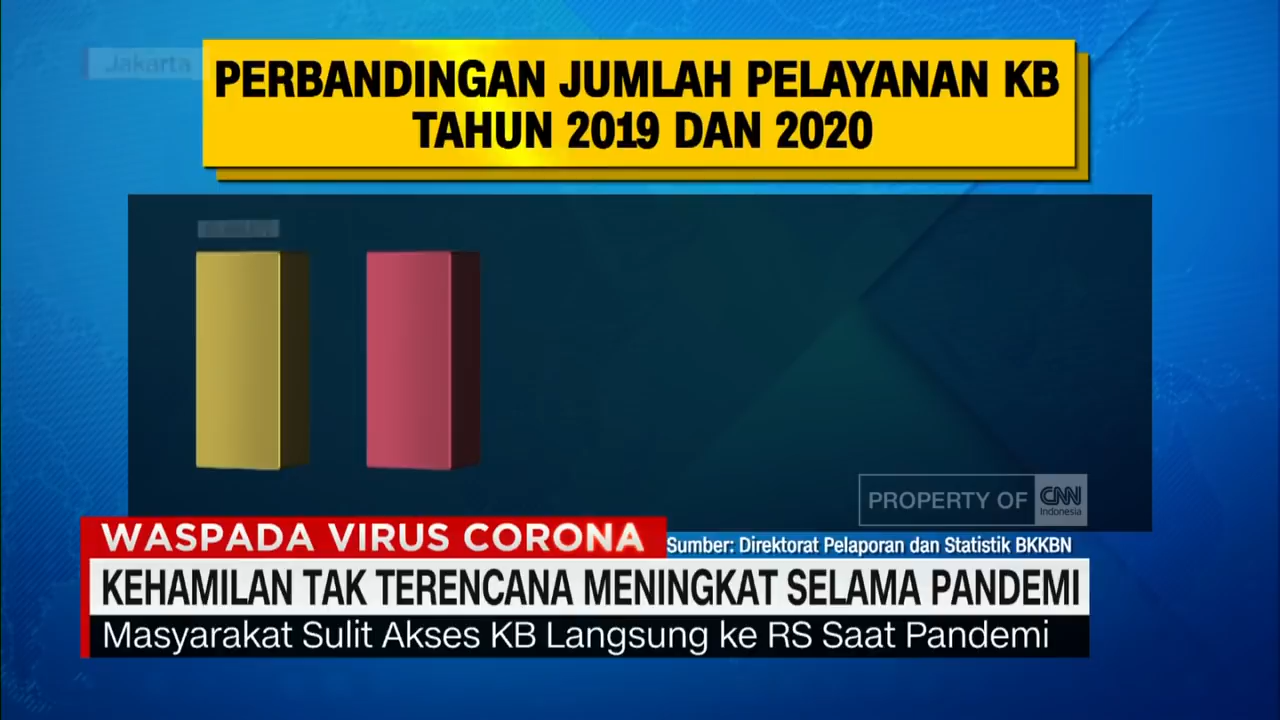 Jakarta
PERBANDINGAN JUMLAH PELAYANAN KB
TAHUN 2019 DAN 2020
PROPERTY OF CNN
Indonesia
WASPADA VIRUS CORONA
Sumber: Direktorat Pelaporan dan Statistik BKKBN
KEHAMILAN TAK TERENCANA MENINGKAT SELAMA PANDEMI
Masyarakat Sulit Akses KB Langsung ke RS Saat Pandemi